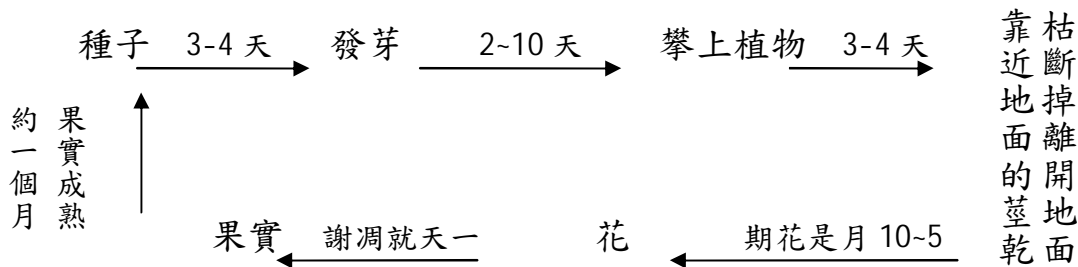 種子
3-4 天
發芽
2~10 天
攀上植物
3-4 天
靠近地面的莖乾
枯斷掉離開地面
期花是月 10~5
花
謝凋就天一
果實
果實成熟
約一個月